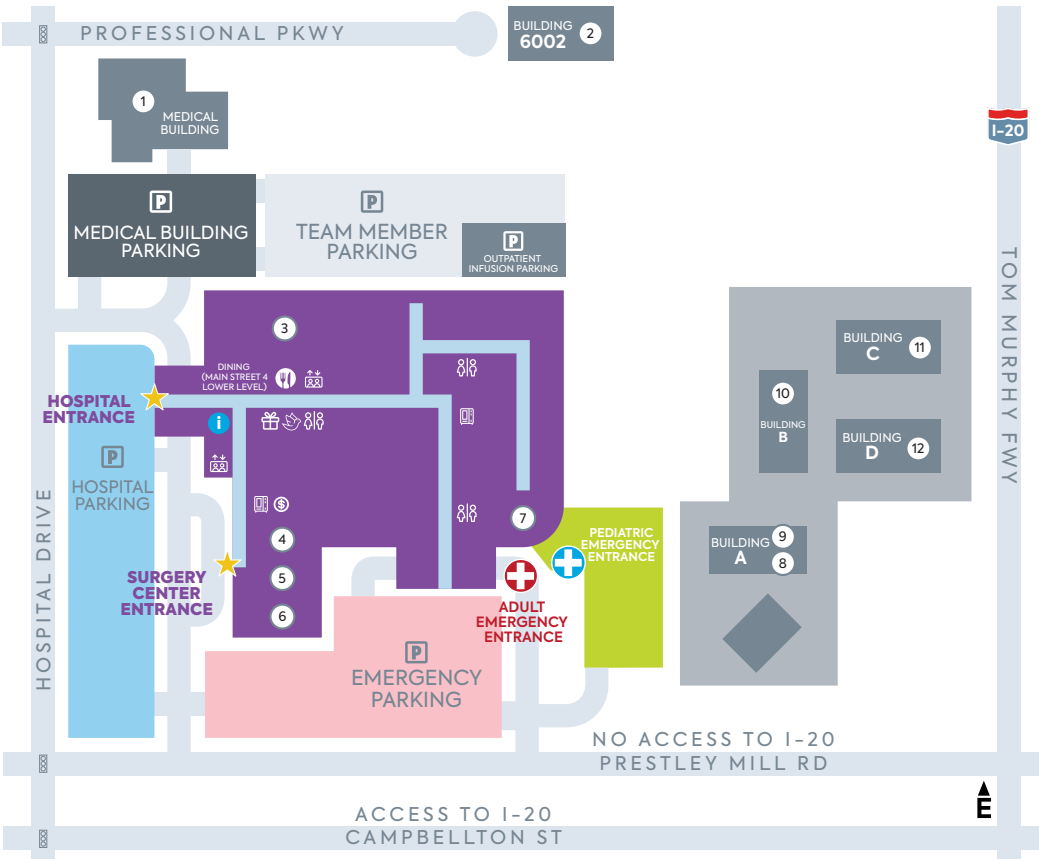 PROFESSIONAL PKWY
BUILDING
6002
2
1
MEDICAL
BUILDING
I-20
P
MEDICAL BUILDING
PARKING
P
TEAM MEMBER
PARKING
P
OUTPATIENT
INFUSION PARKING
TOM MURPHY FWY
3
DINING
(MAIN STREET 4
LOWER LEVEL)
HOSPITAL
ENTRANCE
i
P
HOSPITAL
PARKING
HOSPITAL DRIVE
$
4
5
6
7
SURGERY
CENTER
ENTRANCE
PEDIATRIC
EMERGENCY
ENTRANCE
ADULT
EMERGENCY
ENTRANCE
P
EMERGENCY
PARKING
BUILDING
C
11
10
BUILDING
B
BUILDING
D
12
BUILDING
A
9
8
NO ACCESS TO I-20
PRESTLEY MILL RD
E
ACCESS TO I-20
CAMPBELLTON ST